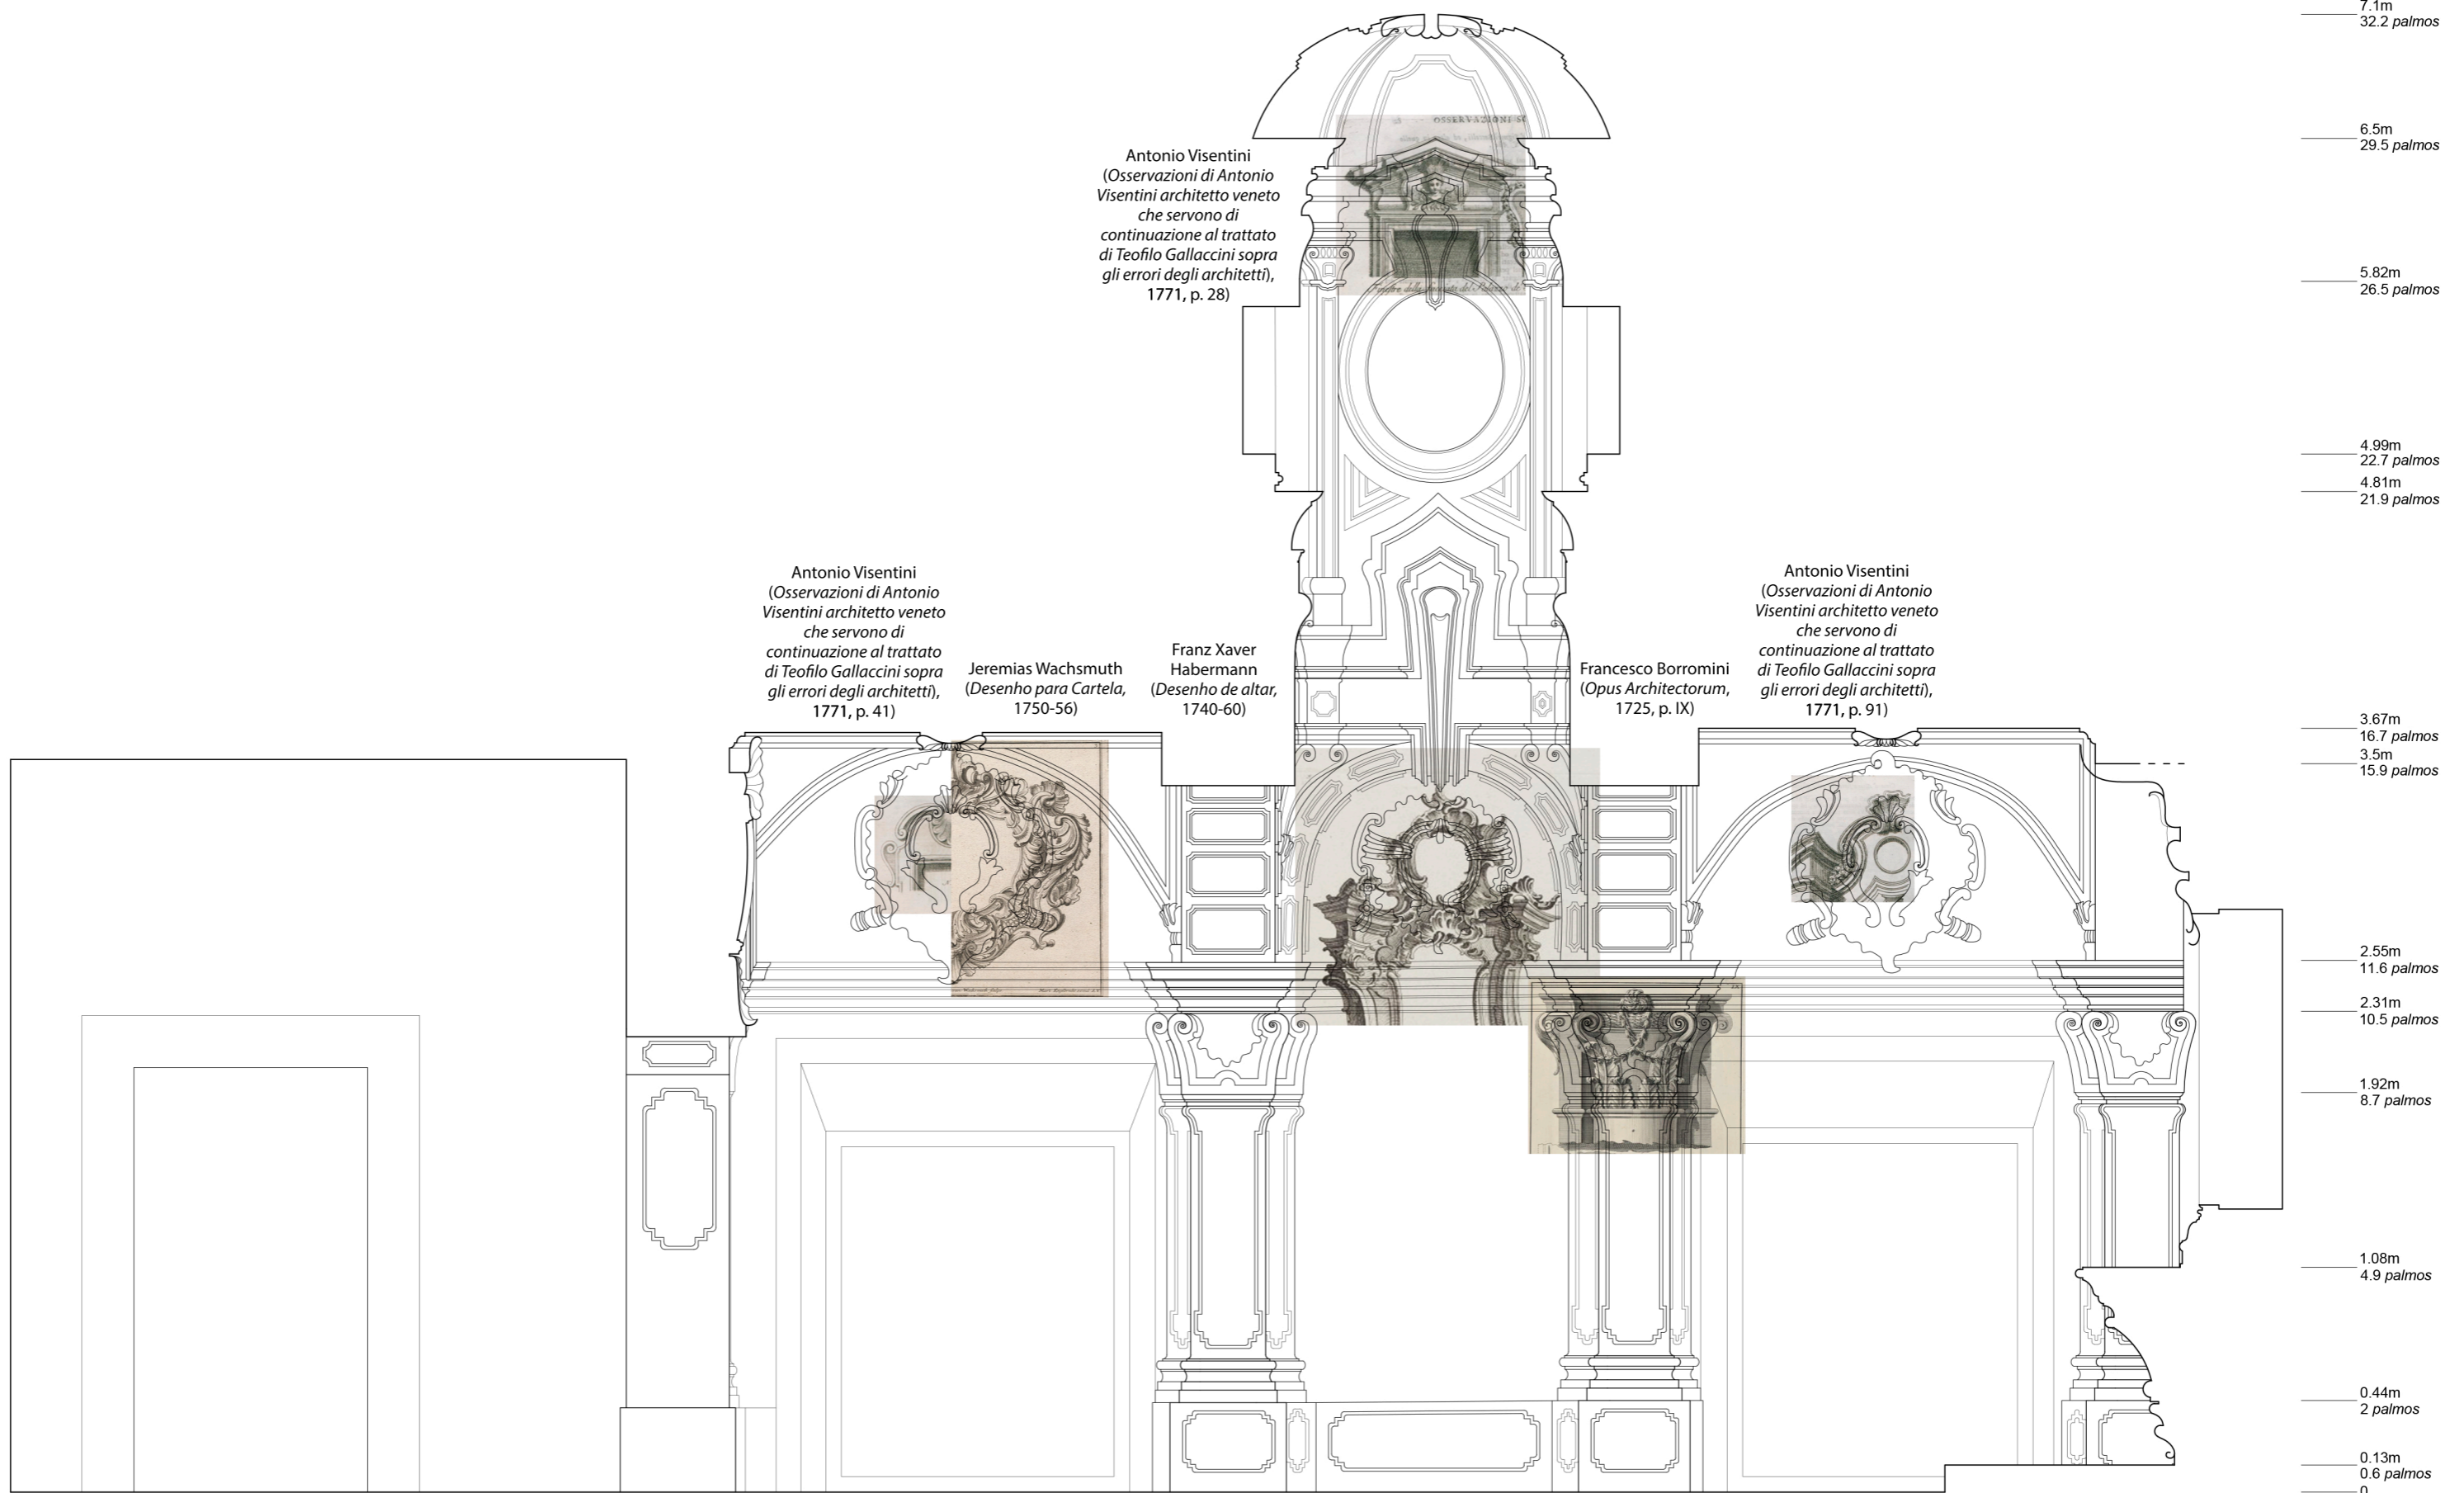 7.1m
32.2 palmos
6.5m
29.5 palmos
5.82m
26.5 palmos
4.99m
22.7 palmos
4.81m
21.9 palmos
3.67m
16.7 palmos
3.5m
15.9 palmos
2.55m
11.6 palmos
2.31m
10.5 palmos
1.92m
8.7 palmos
1.08m
4.9 palmos
0.44m
2 palmos
0.13m
0.6 palmos
0
OSSERVAZIONI
Antonio Visentini
(Osservazioni di Antonio
Visentini architetto veneto
che servono di
continuazione al trattato
di Teofilo Gallaccini sopra
gli errori degli architetti),
1771, p. 28)
Antonio Visentini
(Osservazioni di Antonio
Visentini architetto veneto
che servono di
continuazione al trattato
di Teofilo Gallaccini sopra
gli errori degli architetti),
1771, p. 41)
Jeremias Wachsmuth
(Desenho para Cartela,
1750-56)
Franz Xaver
Habermann
(Desenho de altar,
1740-60)
Francesco Borromini
(Opus Architectorum,
1725, p. IX)
Antonio Visentini
(Osservazioni di Antonio
Visentini architetto veneto
che servono di
continuazione al trattato
di Teofilo Gallaccini sopra
gli errori degli architetti),
1771, p. 91)